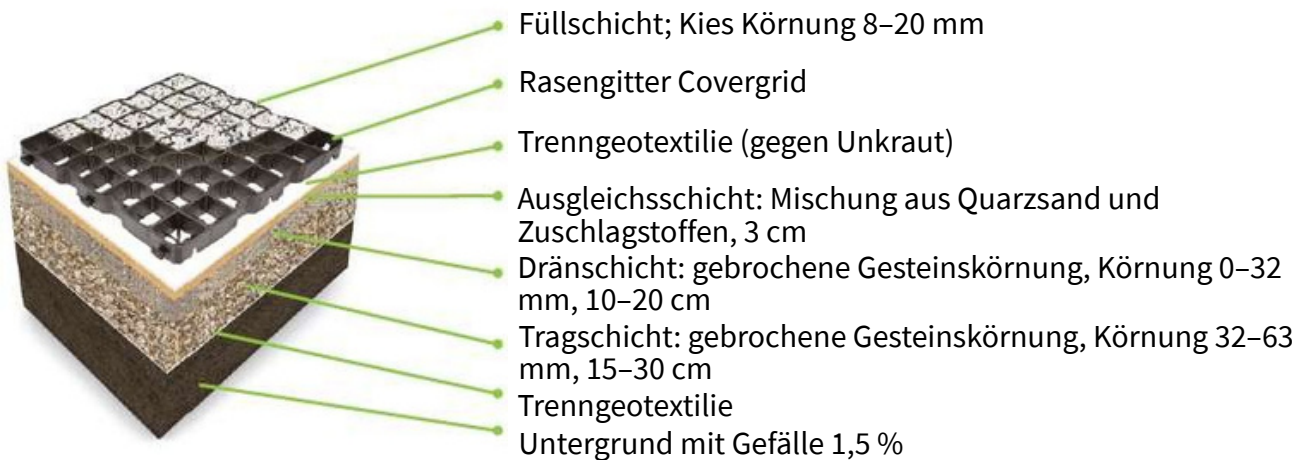 Füllschicht; Kies Körnung 8–20 mm
Rasengitter Covergrid
Trenngeotextilie (gegen Unkraut)
Ausgleichsschicht: Mischung aus Quarzsand und
Zuschlagstoffen, 3 cm
Dränschicht: gebrochene Gesteinskörnung, Körnung 0–32
mm, 10–20 cm
Tragschicht: gebrochene Gesteinskörnung, Körnung 32–63
mm, 15–30 cm
Trenngeotextilie
Untergrund mit Gefälle 1,5 %